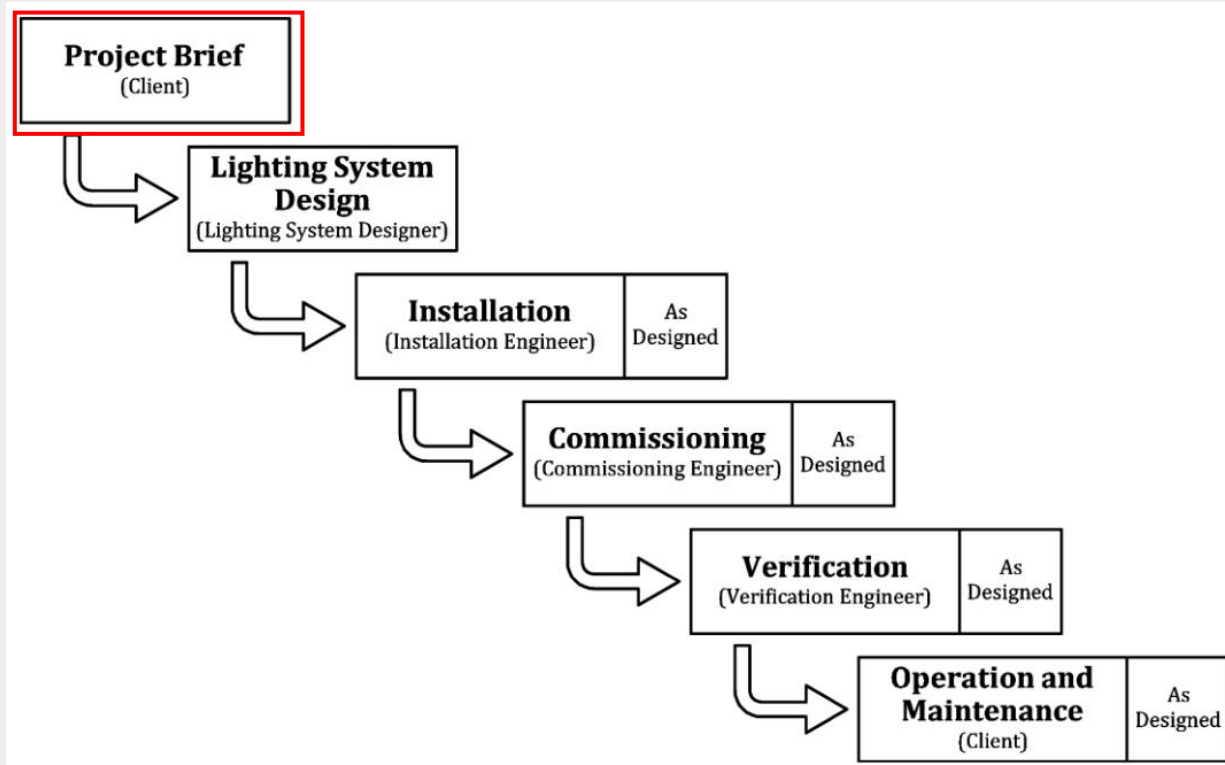 Project Brief
(Client)
Lighting System
Design
(Lighting System Designer)
Installation
(Installation Engineer)
As
Designed
Commissioning
(Commissioning Engineer)
As
Designed
Verification
(Verification Engineer)
As
Designed
Operation and
Maintenance
(Client)
As
Designed